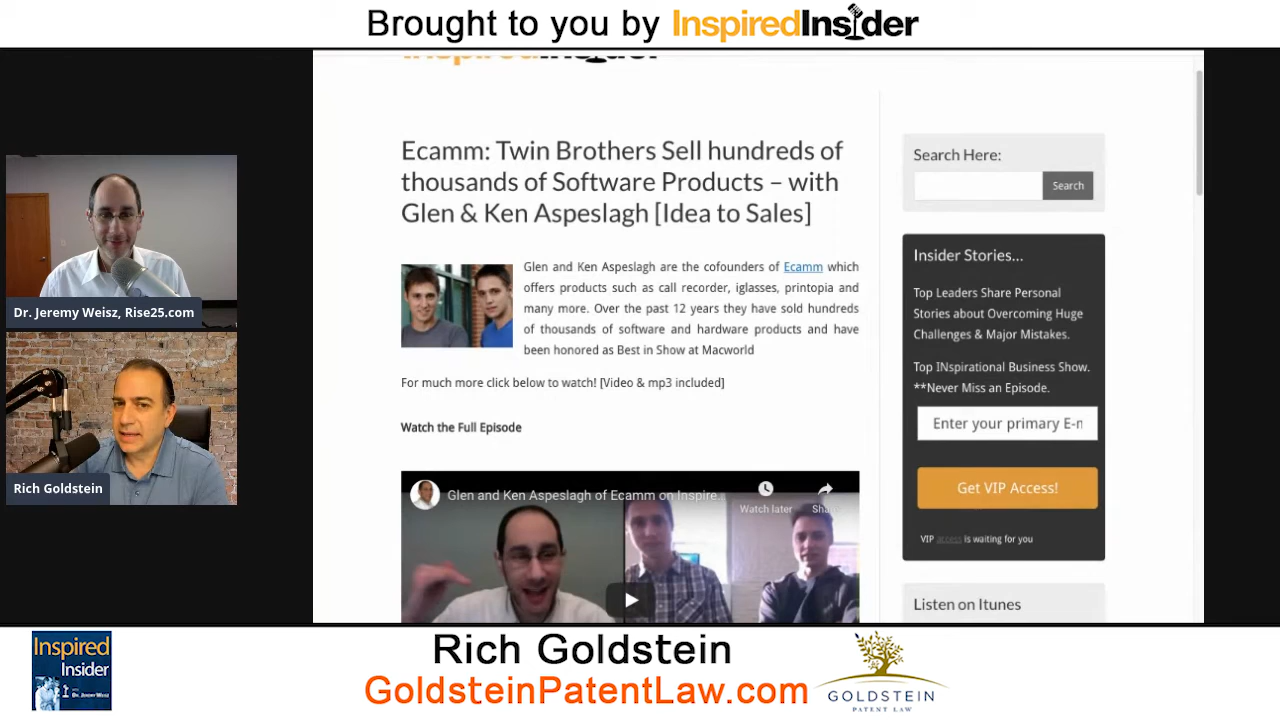 Brought to you by InspiredInsider
InspiredInsider
Ecamm: Twin Brothers Sell hundreds of
thousands of Software Products – with
Glen & Ken Aspeslagh [Idea to Sales]
Glen and Ken Aspeslagh are the cofounders of Ecamm which
offers products such as call recorder, iglasses, printopia and
many more. Over the past 12 years they have sold hundreds
of thousands of software and hardware products and have
been honored as Best in Show at Macworld
For much more click below to watch! [Video & mp3 included]
Watch the Full Episode
Glen and Ken Aspeslagh of Ecamm on Inspire...
Watch later
Search Here:
Search
Insider Stories...
Top Leaders Share Personal
Stories about Overcoming Huge
Challenges & Major Mistakes.
Top INspirational Business Show.
**Never Miss an Episode.
Enter your primary E-m
Get VIP Access!
VIP access is waiting for you
Listen on Itunes
Dr. Jeremy Weisz, Rise25.com
Rich Goldstein
Inspired
Insider
WITH
DR. JEREMY WEISZ
Rich Goldstein
GoldsteinPatentLaw.com
GOLDSTEIN
PATENT LAW